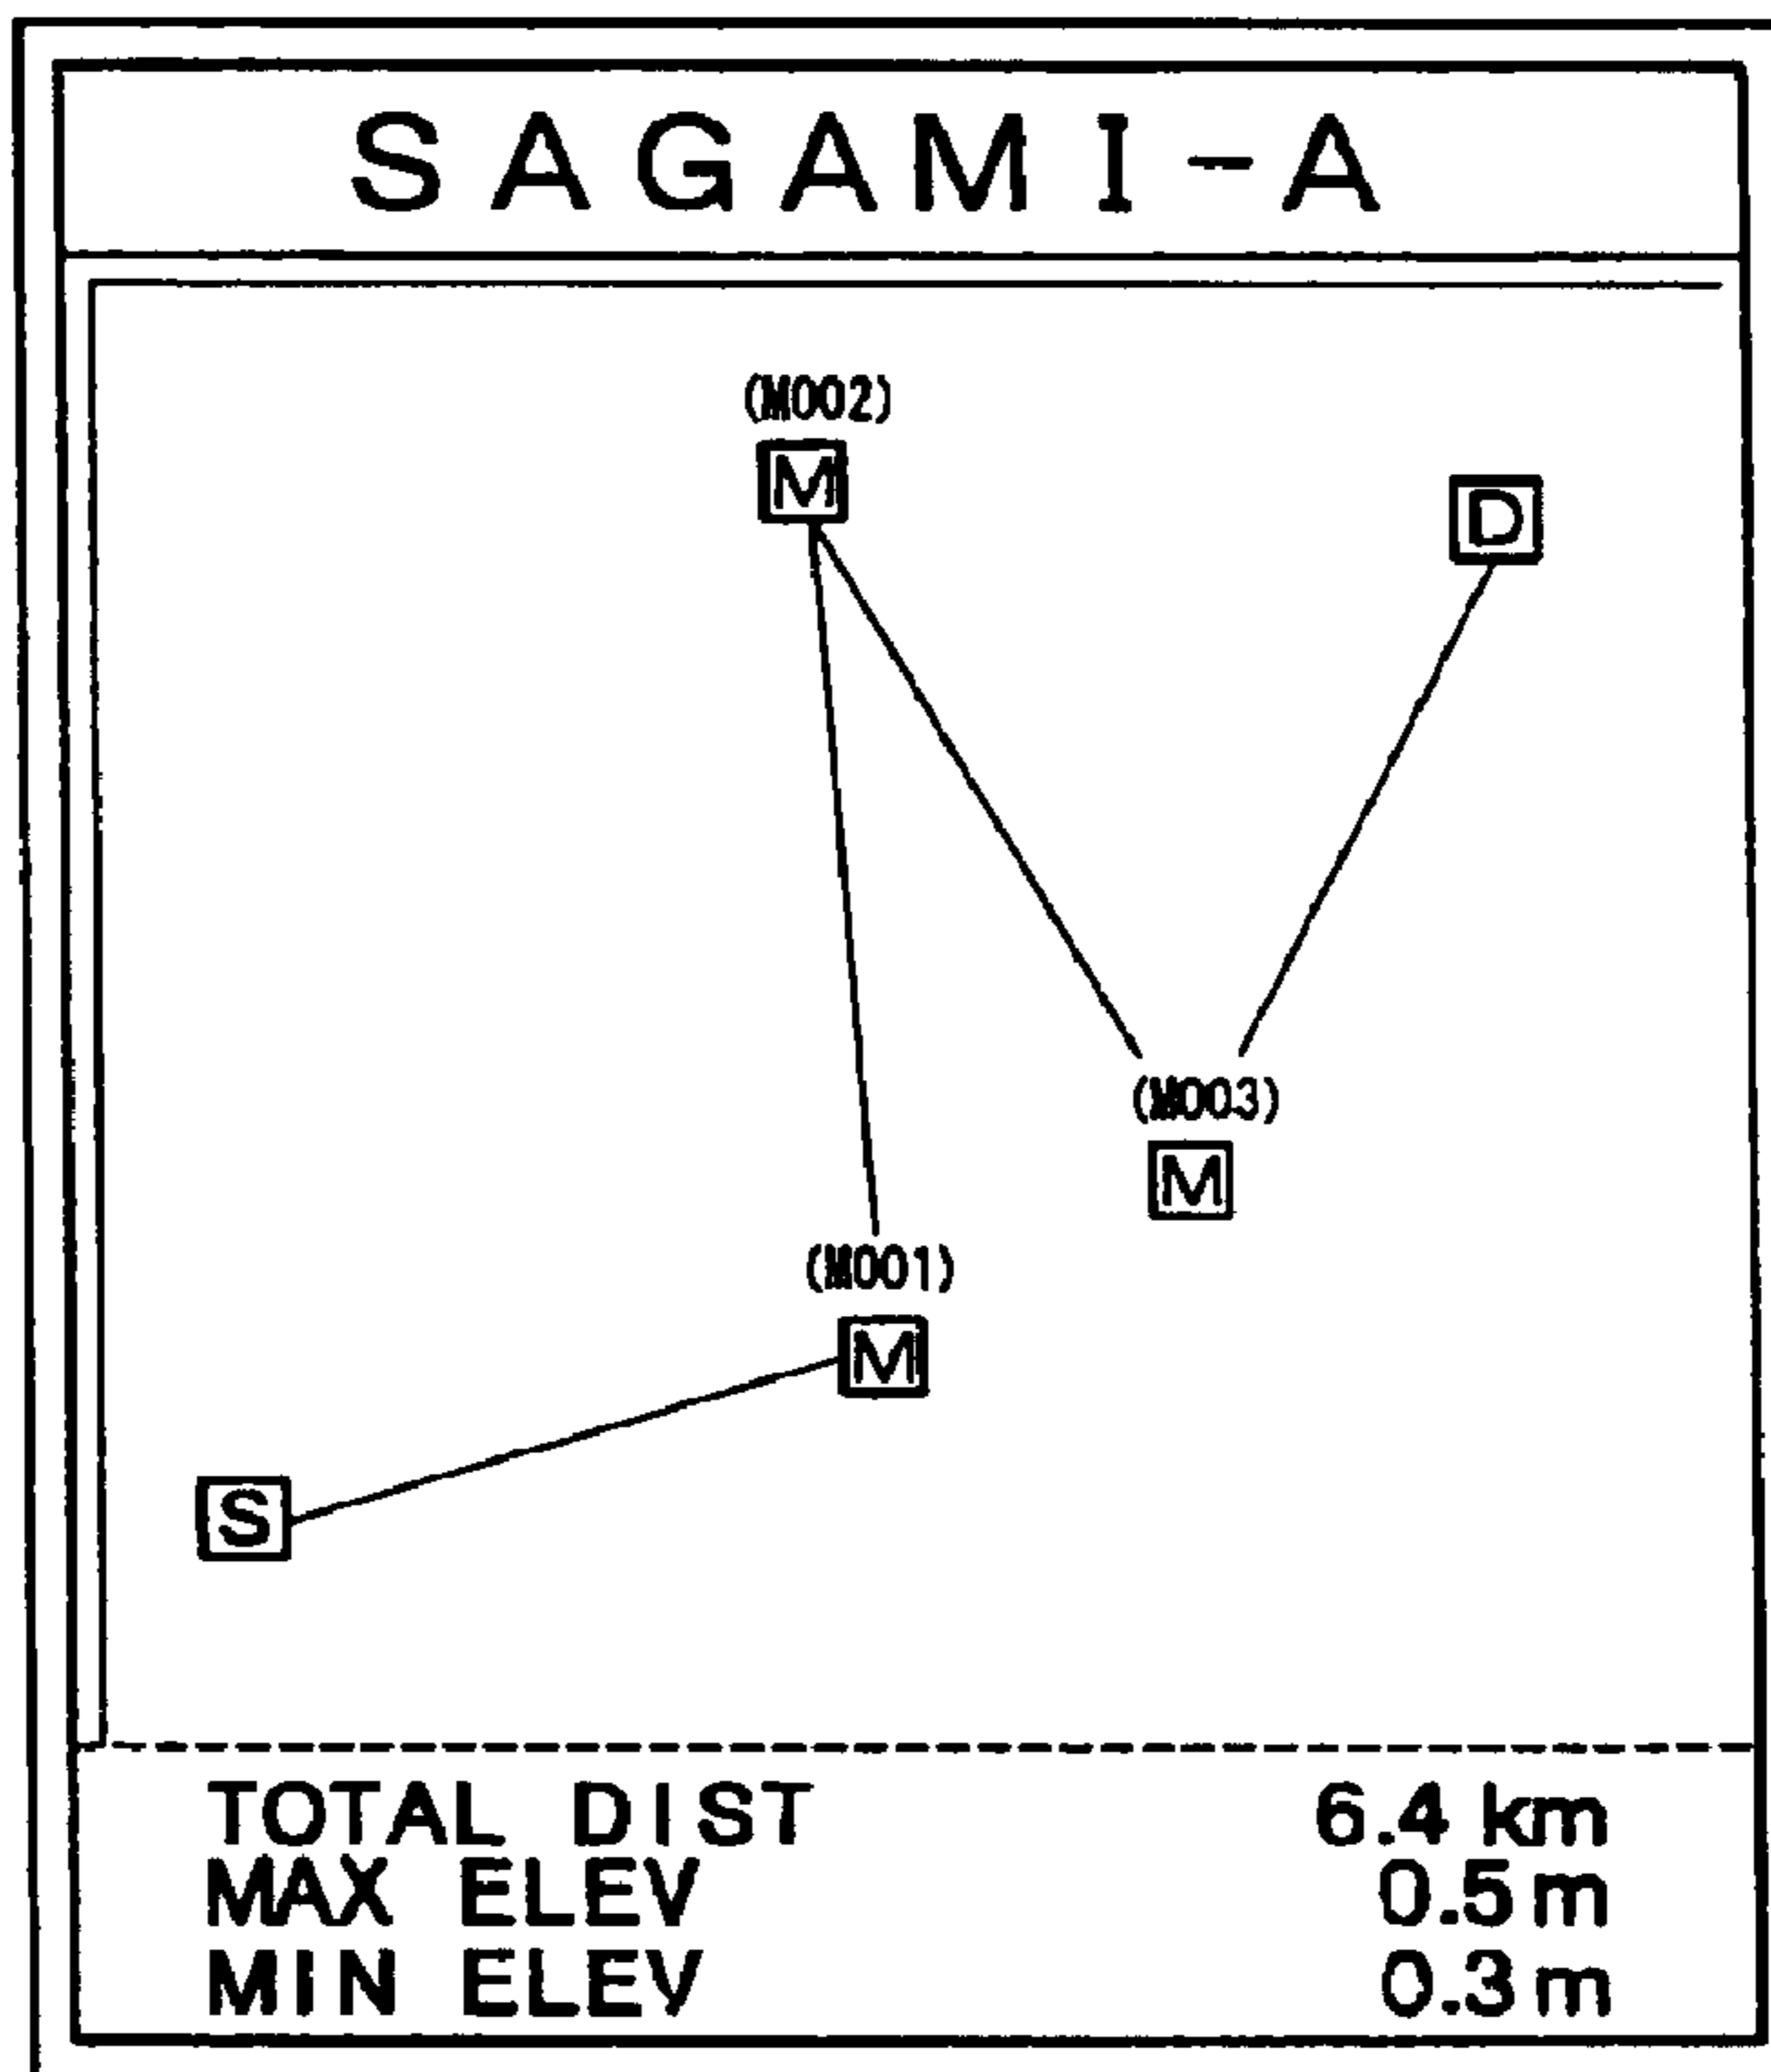 SAGAMI-A
(M002)
M
D
(M003)
M
(M001)
M
S
TOTAL DIST 6.4 km
MAX ELEV 0.5 m
MIN ELEV 0.3 m